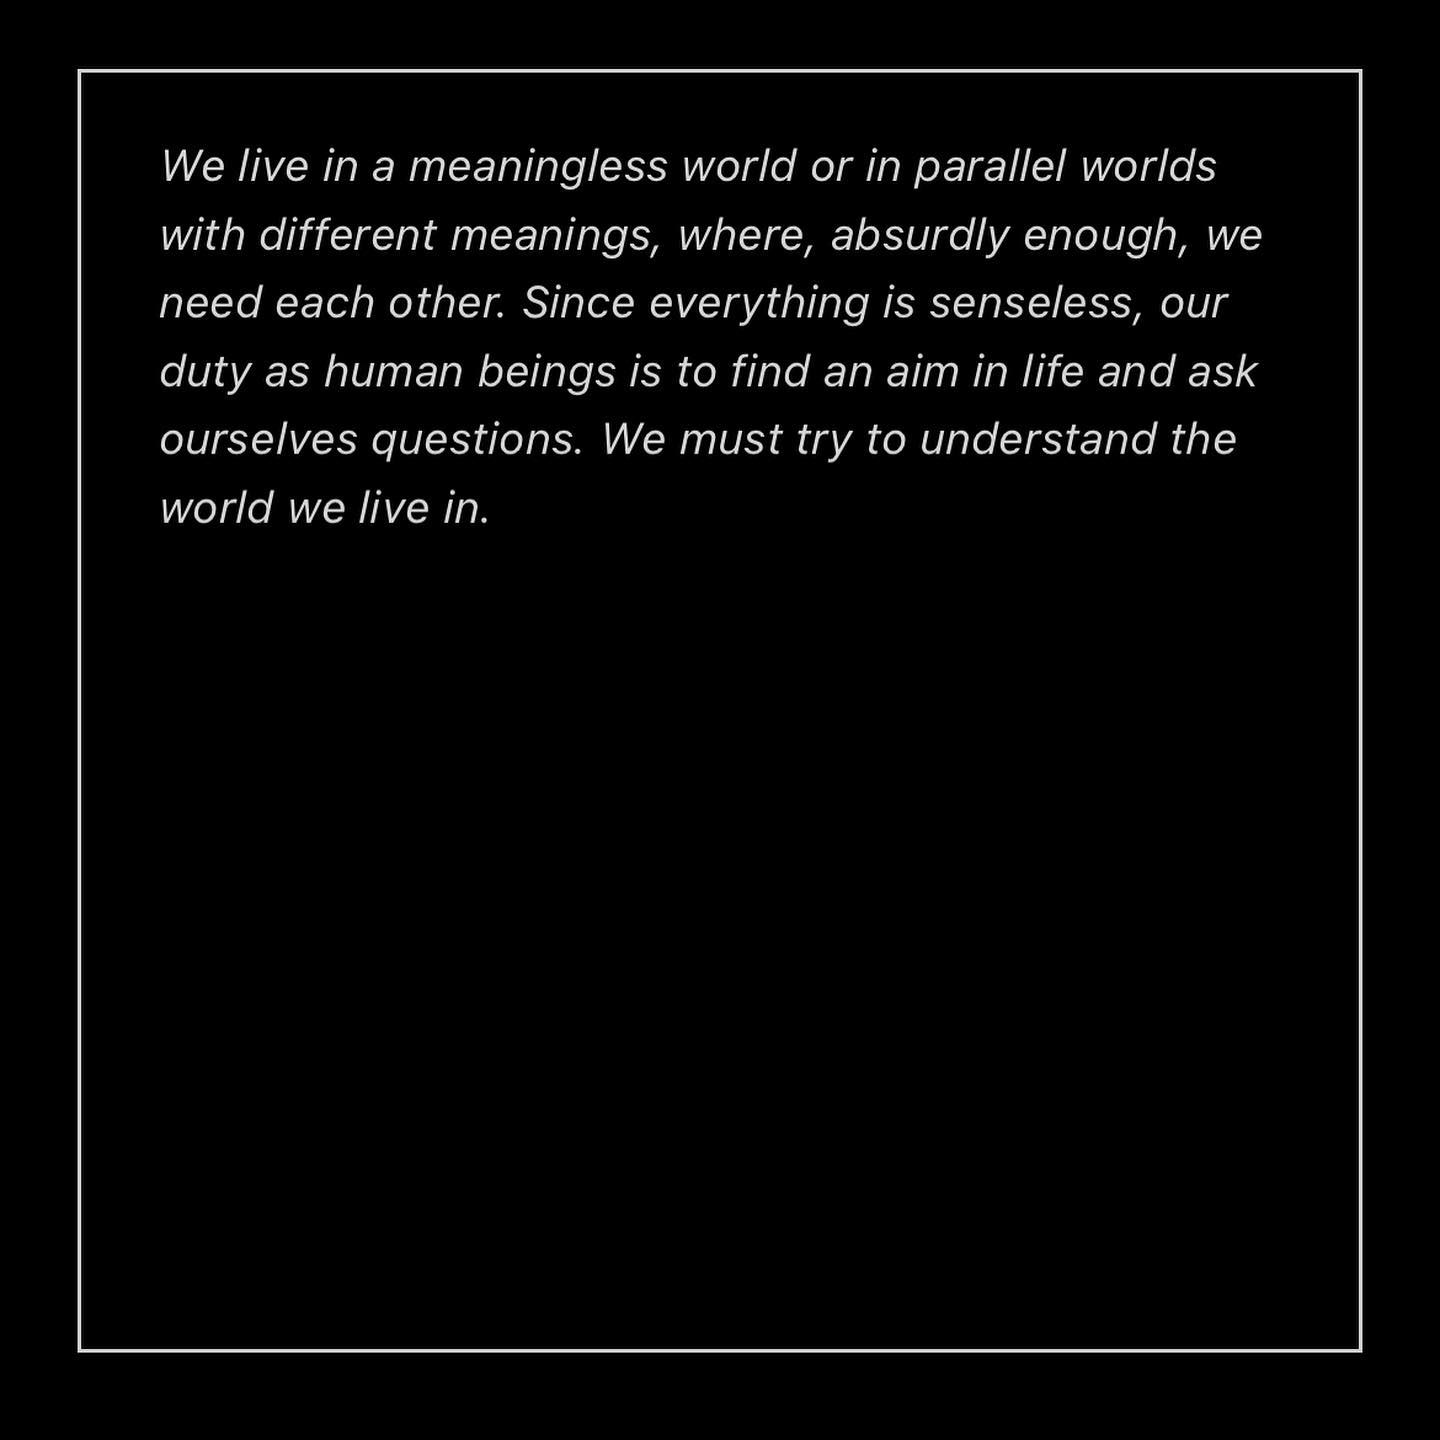 We live in a meaningless world or in parallel worlds
with different meanings, where, absurdly enough, we
need each other. Since everything is senseless, our
duty as human beings is to find an aim in life and ask
ourselves questions. We must try to understand the
world we live in.